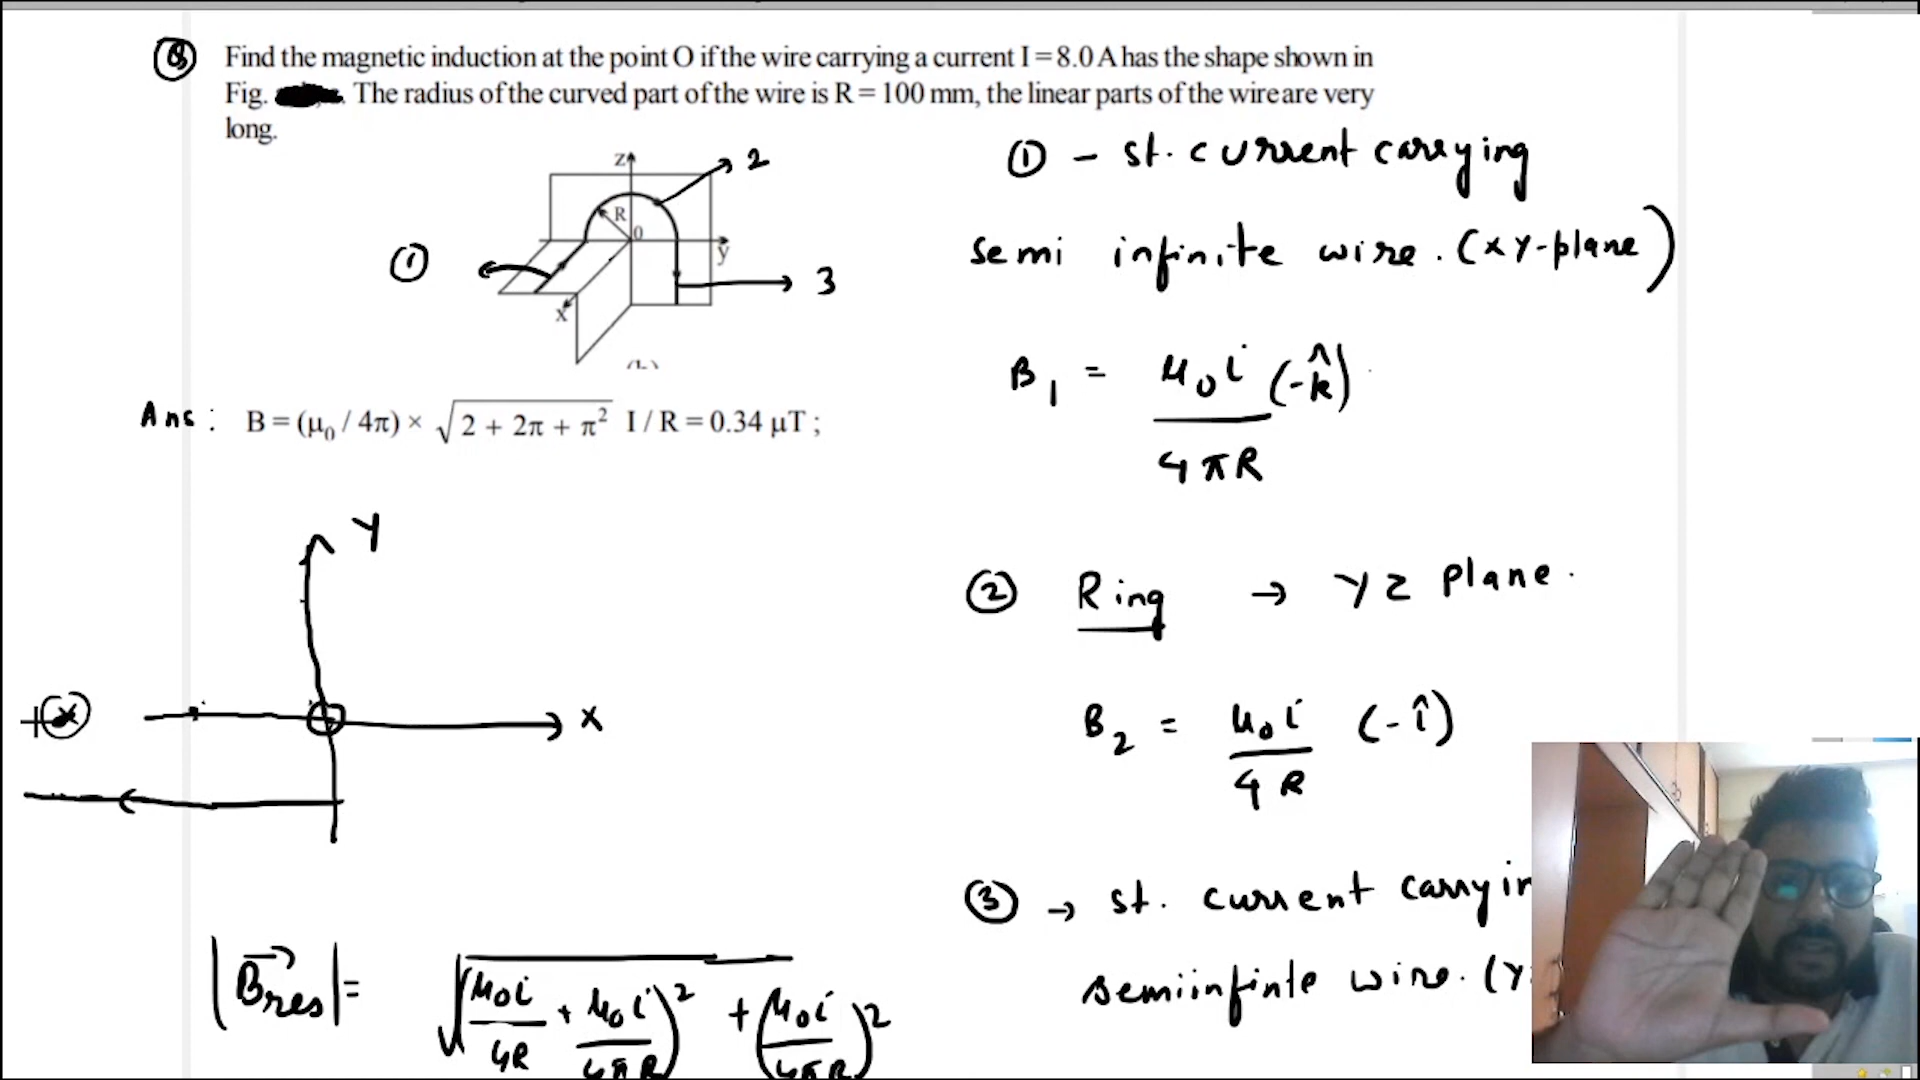 Q Find the magnetic induction at the point O if the wire carrying a current I = 8.0 A has the shape shown in
Fig. The radius of the curved part of the wire is R = 100 mm, the linear parts of the wire are very
long.
z
2
R
0
y
①
3
x
Ans : B = (μ₀ / 4π) × √(2 + 2π + π²) I / R = 0.34 μT ;
Y
X
|B⃗res| = √((μ₀i/4R + μ₀i/4πR)² + (μ₀i/4πR)²)
① - st. current carrying
semi infinite wire. (XY-plane)
B₁ = μ₀i/4πR (-k̂)
② Ring → YZ plane.
B₂ = μ₀i/4R (-î)
③ → st. current
semiinfinte wire. (Y